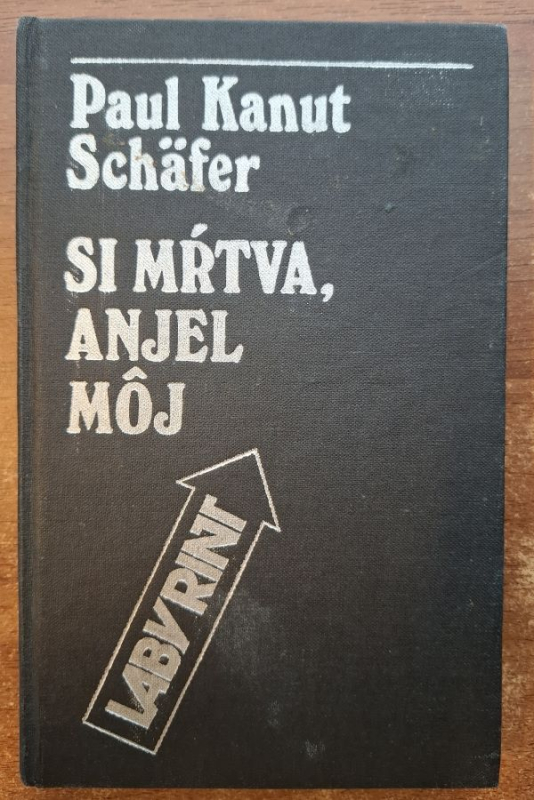 Paul Kanut
Schäfer
SI MŔTVA,
ANJEL
MÔJ
LABYRINT